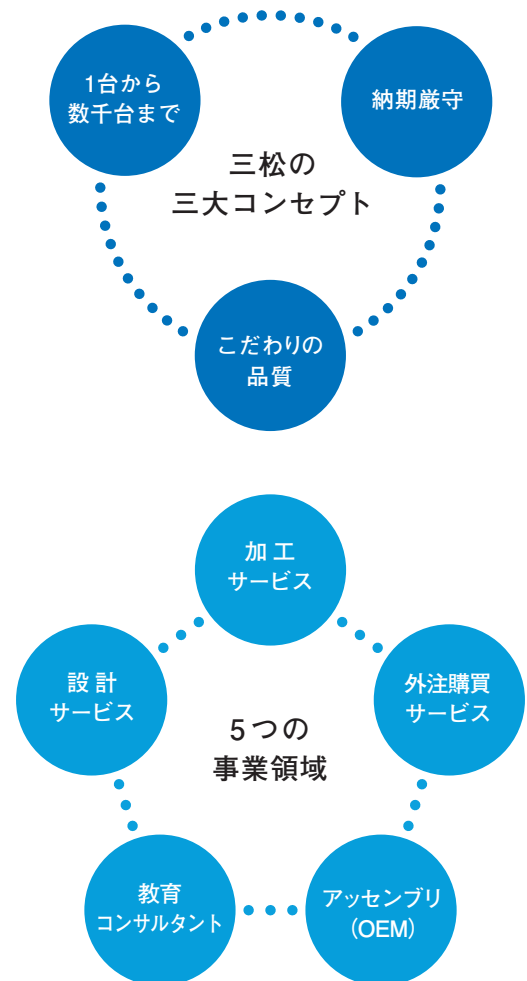 1台から
数千台まで
納期厳守
三松の
三大コンセプト
こだわりの
品質
加工
サービス
設計
サービス
外注購買
サービス
5つの
事業領域
教育
コンサルタント
アッセンブリ
(OEM)